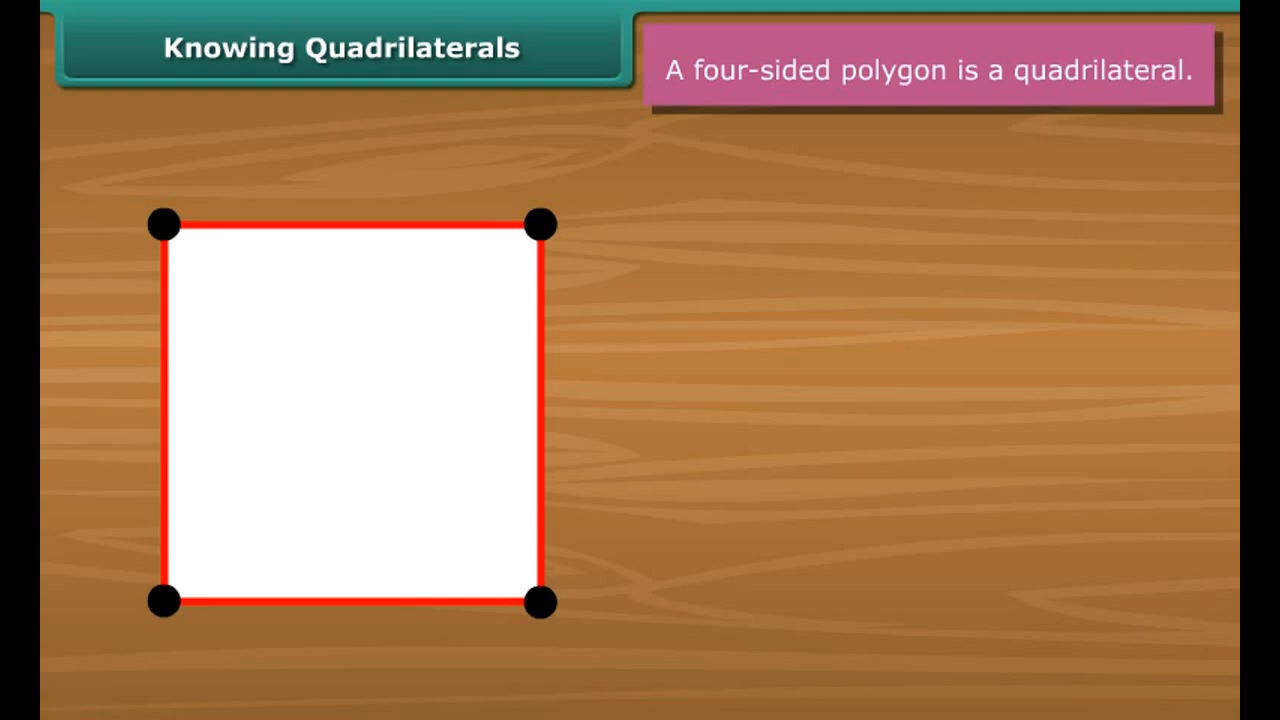 Knowing Quadrilaterals
A four-sided polygon is a quadrilateral.